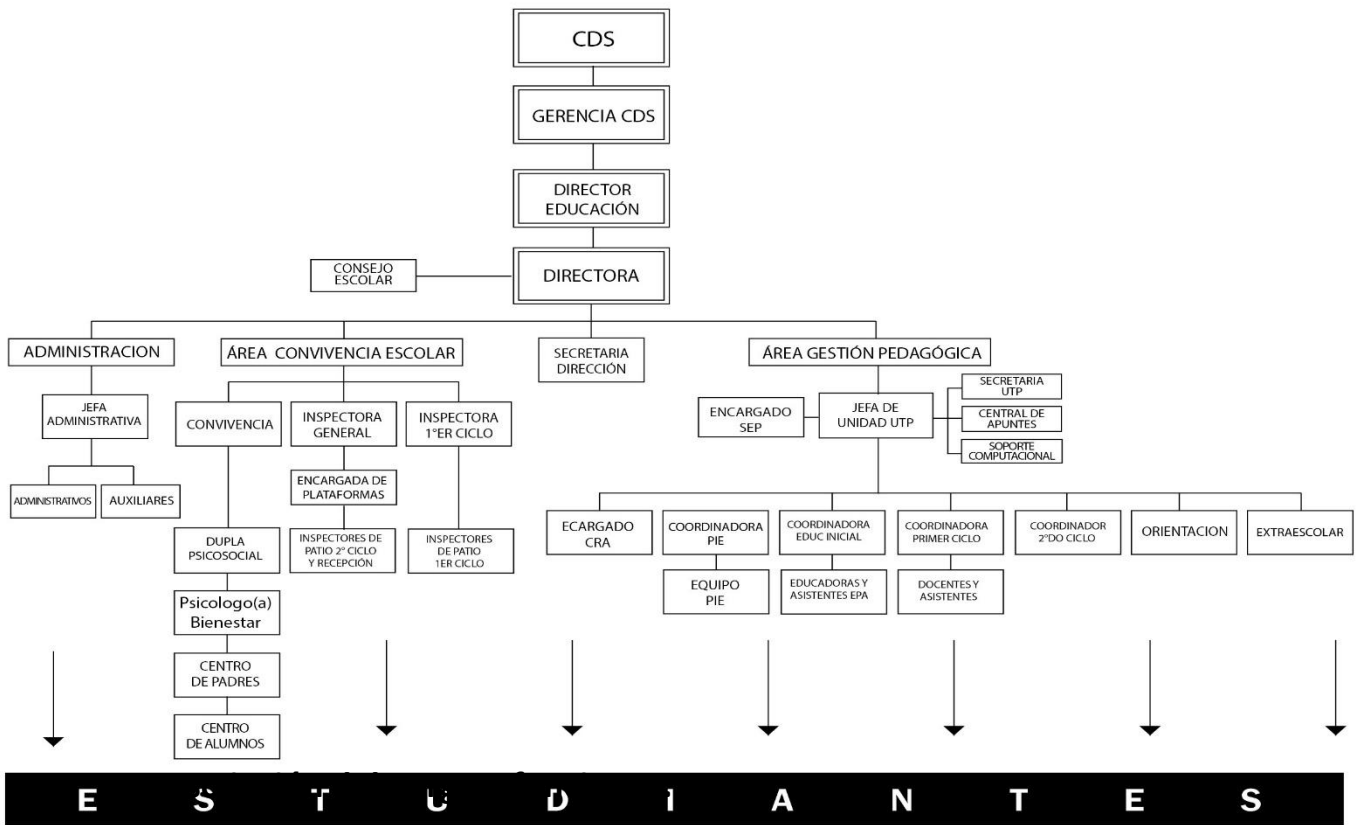 CDS
GERENCIA CDS
DIRECTOR
EDUCACIÓN
CONSEJO
ESCOLAR
DIRECTORA
ADMINISTRACION
ÁREA CONVIVENCIA ESCOLAR
SECRETARIA
DIRECCIÓN
ÁREA GESTIÓN PEDAGÓGICA
JEFA
ADMINISTRATIVA
CONVIVENCIA
INSPECTORA
GENERAL
INSPECTORA
1°ER CICLO
ENCARGADO
SEP
JEFA DE
UNIDAD UTP
SECRETARIA
UTP
CENTRAL DE
APUNTES
SOPORTE
COMPUTACIONAL
ADMINISTRATIVOS
AUXILIARES
ENCARGADA DE
PLATAFORMAS
DUPLA
PSICOSOCIAL
INSPECTORES DE
PATIO 2° CICLO
Y RECEPCIÓN
INSPECTORES
DE PATIO
1ER CICLO
ECARGADO
CRA
COORDINADORA
PIE
COORDINADORA
EDUC INICIAL
COORDINADORA
PRIMER CICLO
COORDINADOR
2°DO CICLO
ORIENTACION
EXTRAESCOLAR
EQUIPO
PIE
EDUCADORAS Y
ASISTENTES EPA
DOCENTES Y
ASISTENTES
Psicologo(a)
Bienestar
CENTRO
DE PADRES
CENTRO
DE ALUMNOS
E S T U D I A N T E S